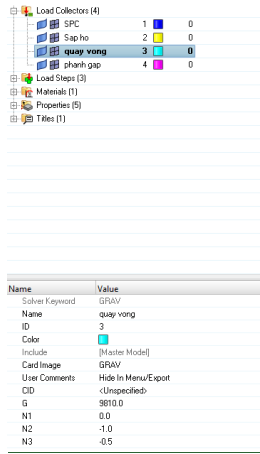 Load Collectors (4)
SPC 1 0
Sap ho 2 0
quay vong 3 0
phanh gap 4 0
Load Steps (3)
Materials (1)
Properties (5)
Titles (1)
Name Value
Solver Keyword GRAV
Name quay vong
ID 3
Color
Include [Master Model]
Card Image GRAV
User Comments Hide In Menu/Export
CID <Unspecified>
G 9810.0
N1 0.0
N2 -1.0
N3 -0.5